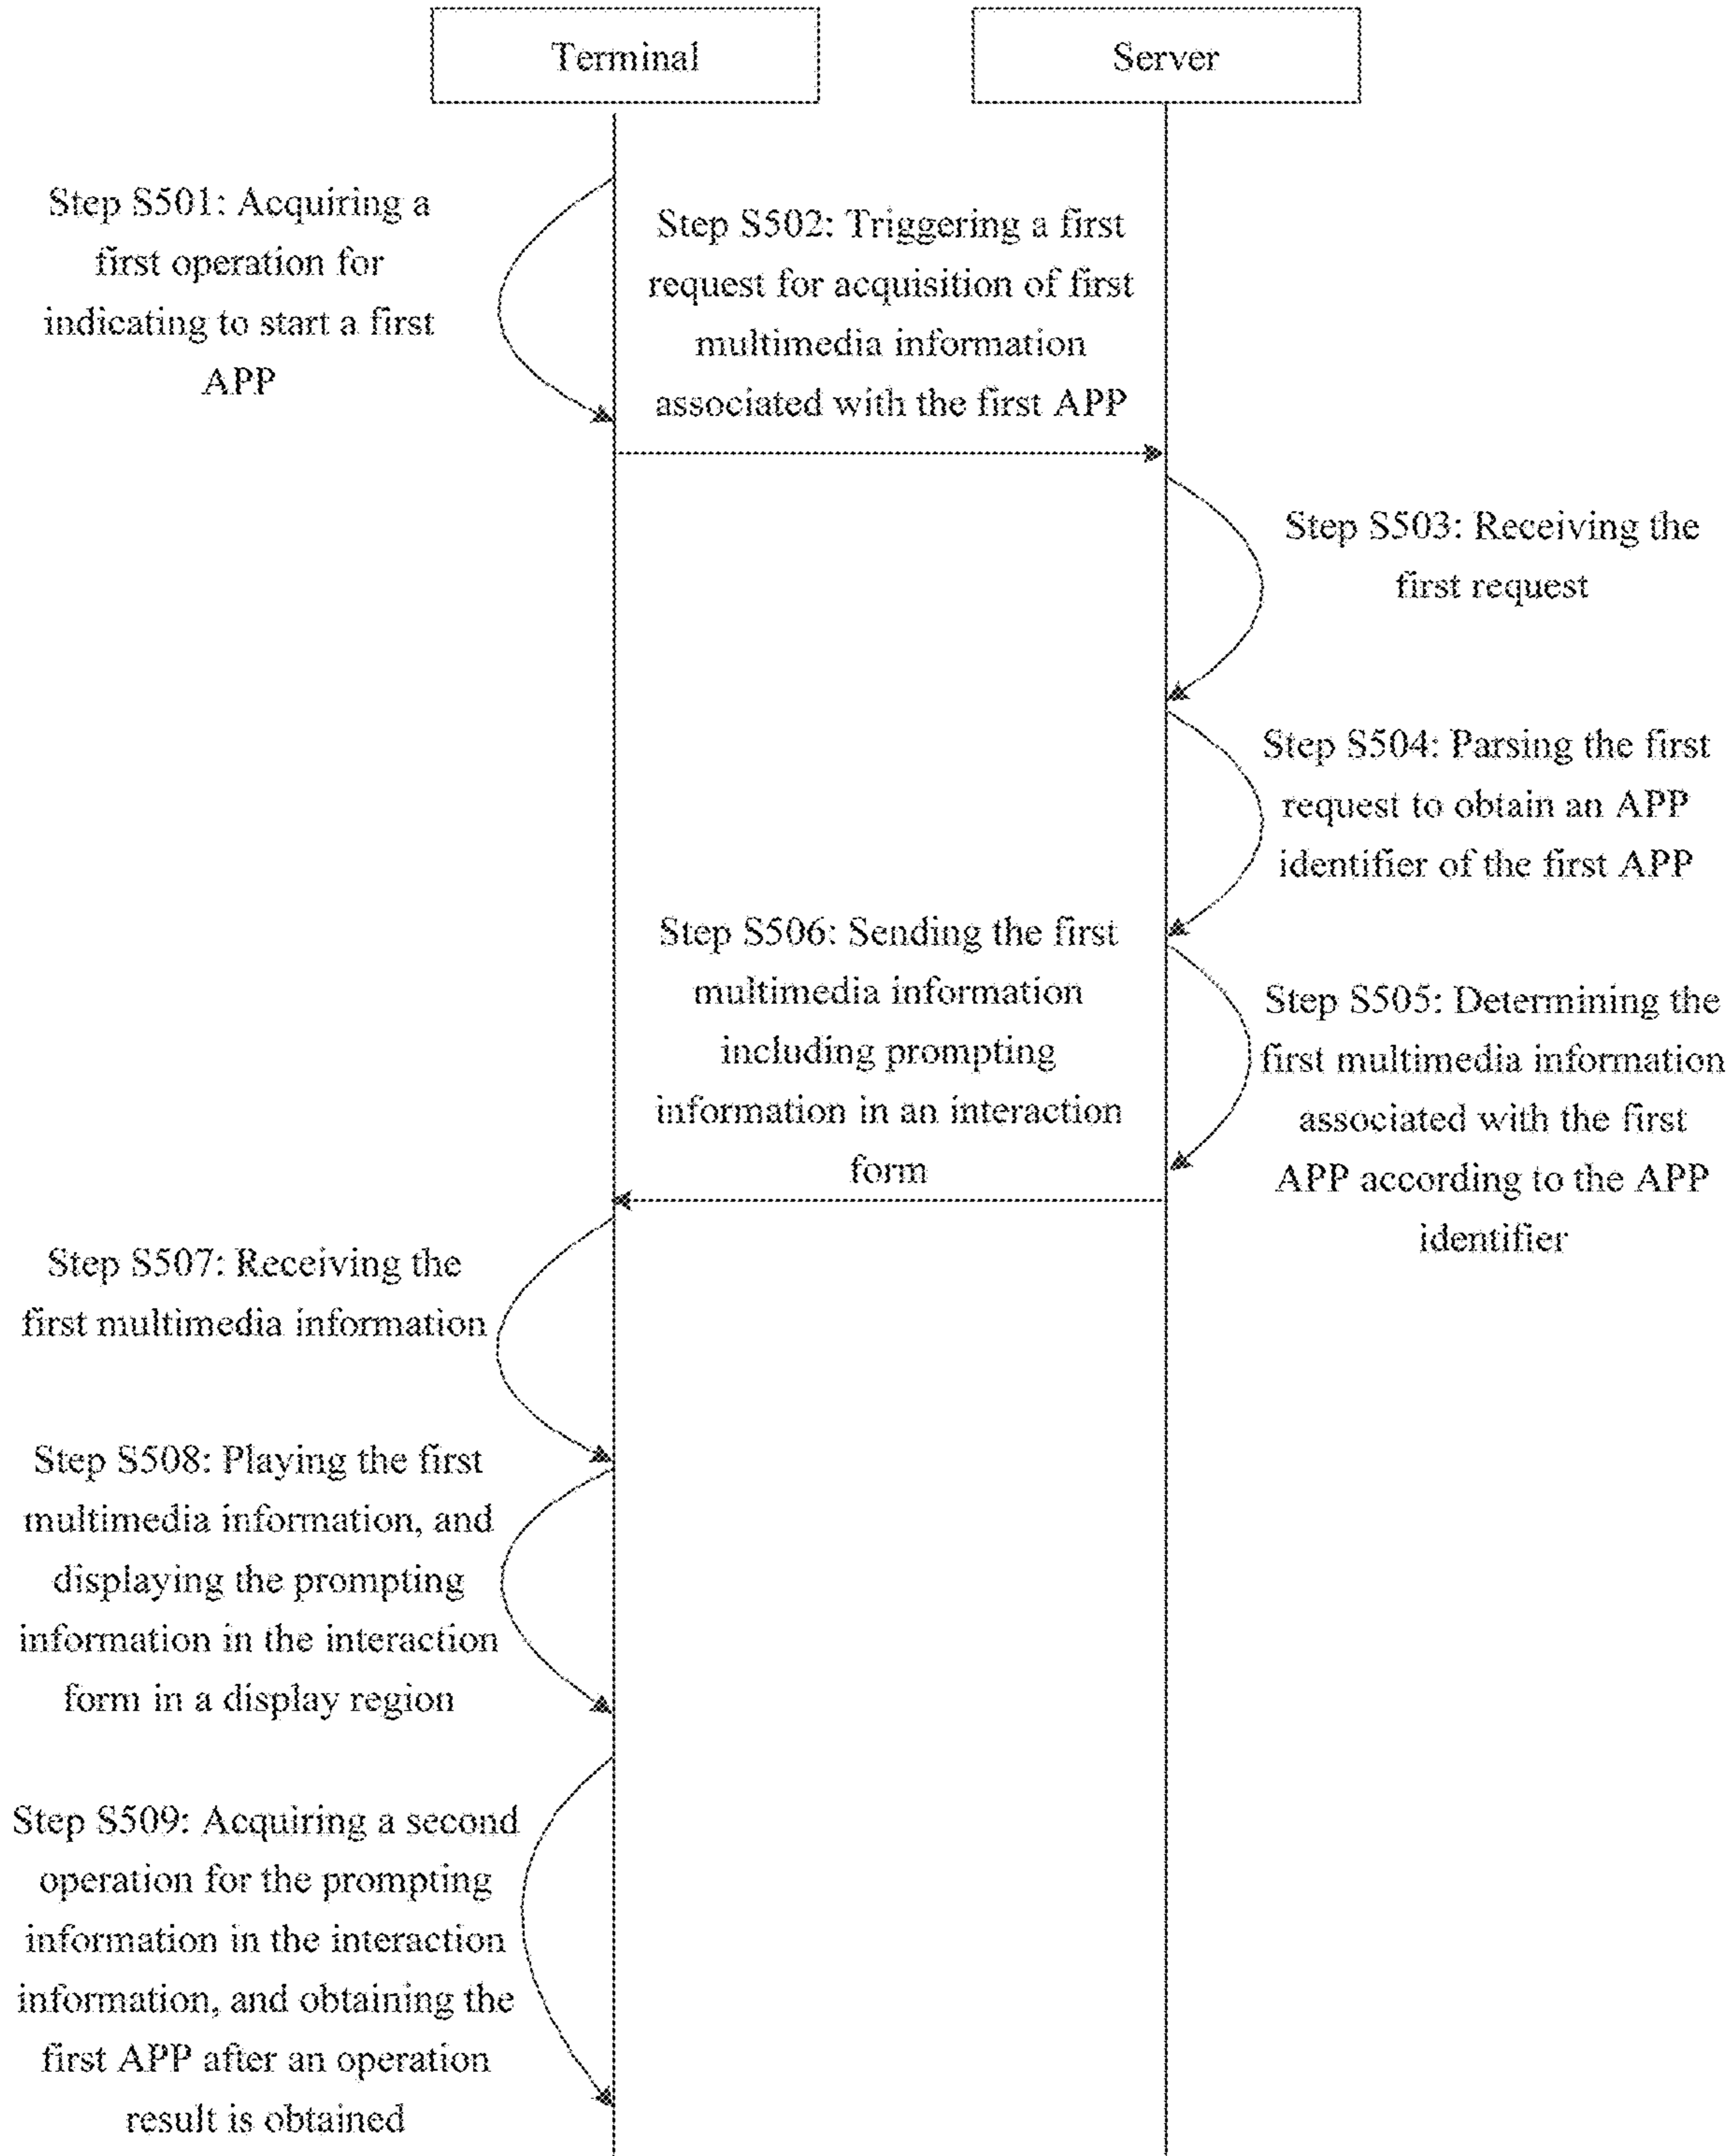 Terminal
Server
Step S501: Acquiring a
first operation for
indicating to start a first
APP
Step S502: Triggering a first
request for acquisition of first
multimedia information
associated with the first APP
Step S503: Receiving the
first request
Step S504: Parsing the first
request to obtain an APP
identifier of the first APP
Step S505: Determining the
first multimedia information
associated with the first
APP according to the APP
identifier
Step S506: Sending the first
multimedia information
including prompting
information in an interaction
form
Step S507: Receiving the
first multimedia information
Step S508: Playing the first
multimedia information, and
displaying the prompting
information in the interaction
form in a display region
Step S509: Acquiring a second
operation for the prompting
information in the interaction
information, and obtaining the
first APP after an operation
result is obtained